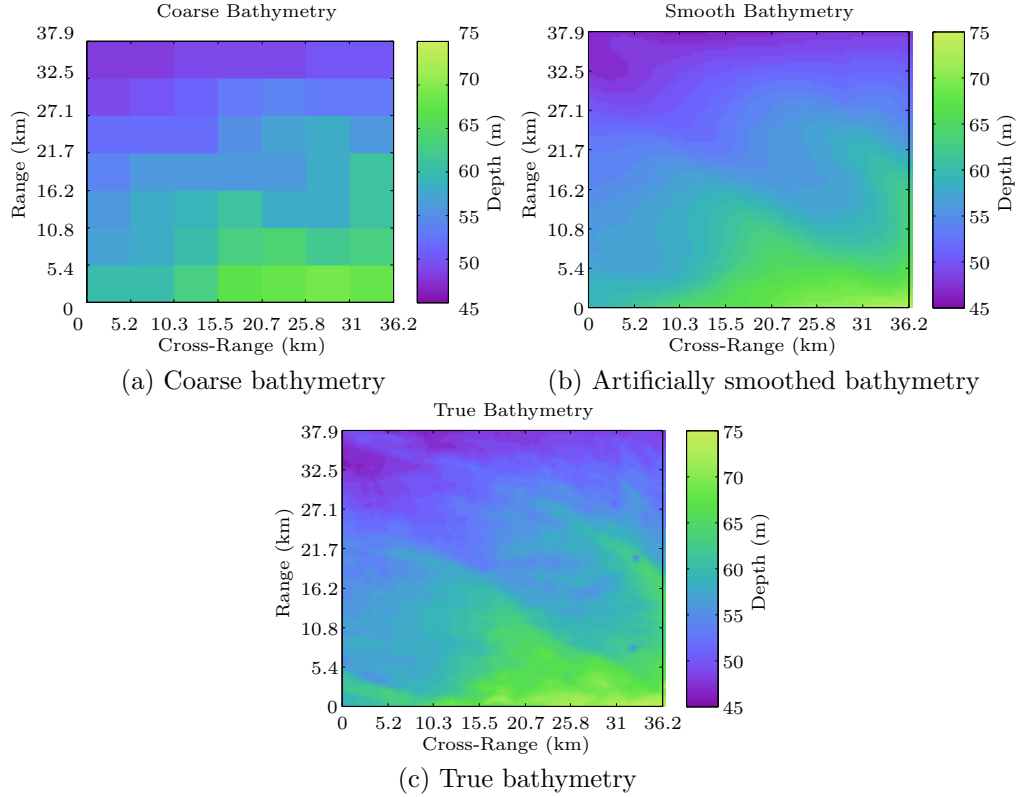 Coarse Bathymetry
37.9
32.5
27.1
21.7
16.2
10.8
5.4
0
Range (km)
0 5.2 10.3 15.5 20.7 25.8 31 36.2
Cross-Range (km)
75
70
65
60
55
50
45
Depth (m)
(a) Coarse bathymetry
Smooth Bathymetry
37.9
32.5
27.1
21.7
16.2
10.8
5.4
0
Range (km)
0 5.2 10.3 15.5 20.7 25.8 31 36.2
Cross-Range (km)
75
70
65
60
55
50
45
Depth (m)
(b) Artificially smoothed bathymetry
True Bathymetry
37.9
32.5
27.1
21.7
16.2
10.8
5.4
0
Range (km)
0 5.2 10.3 15.5 20.7 25.8 31 36.2
Cross-Range (km)
75
70
65
60
55
50
45
Depth (m)
(c) True bathymetry